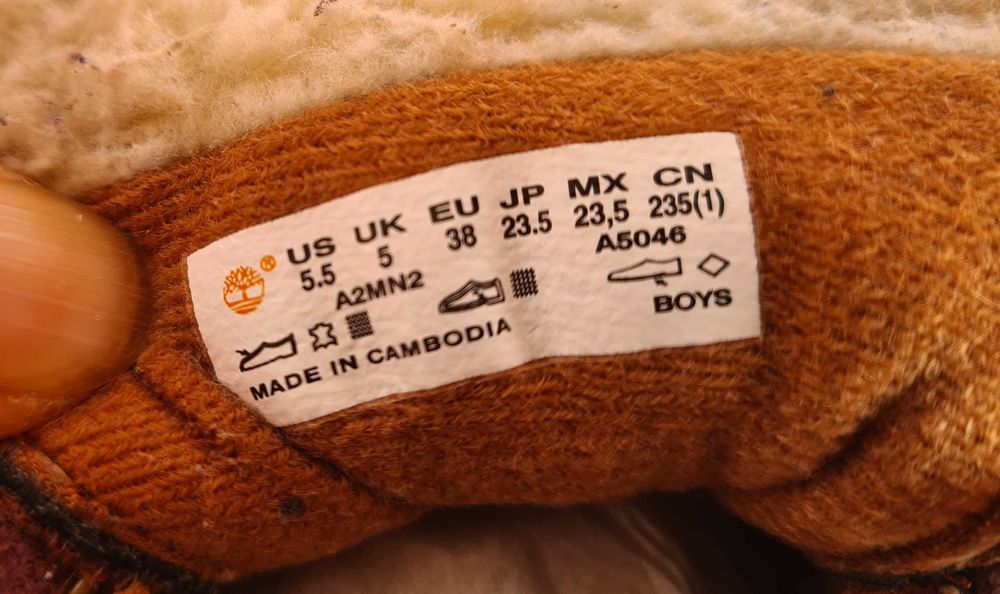 US UK EU JP MX CN
5.5 5 38 23.5 23,5 235(1)
A2MN2 A5046
BOYS
MADE IN CAMBODIA
®